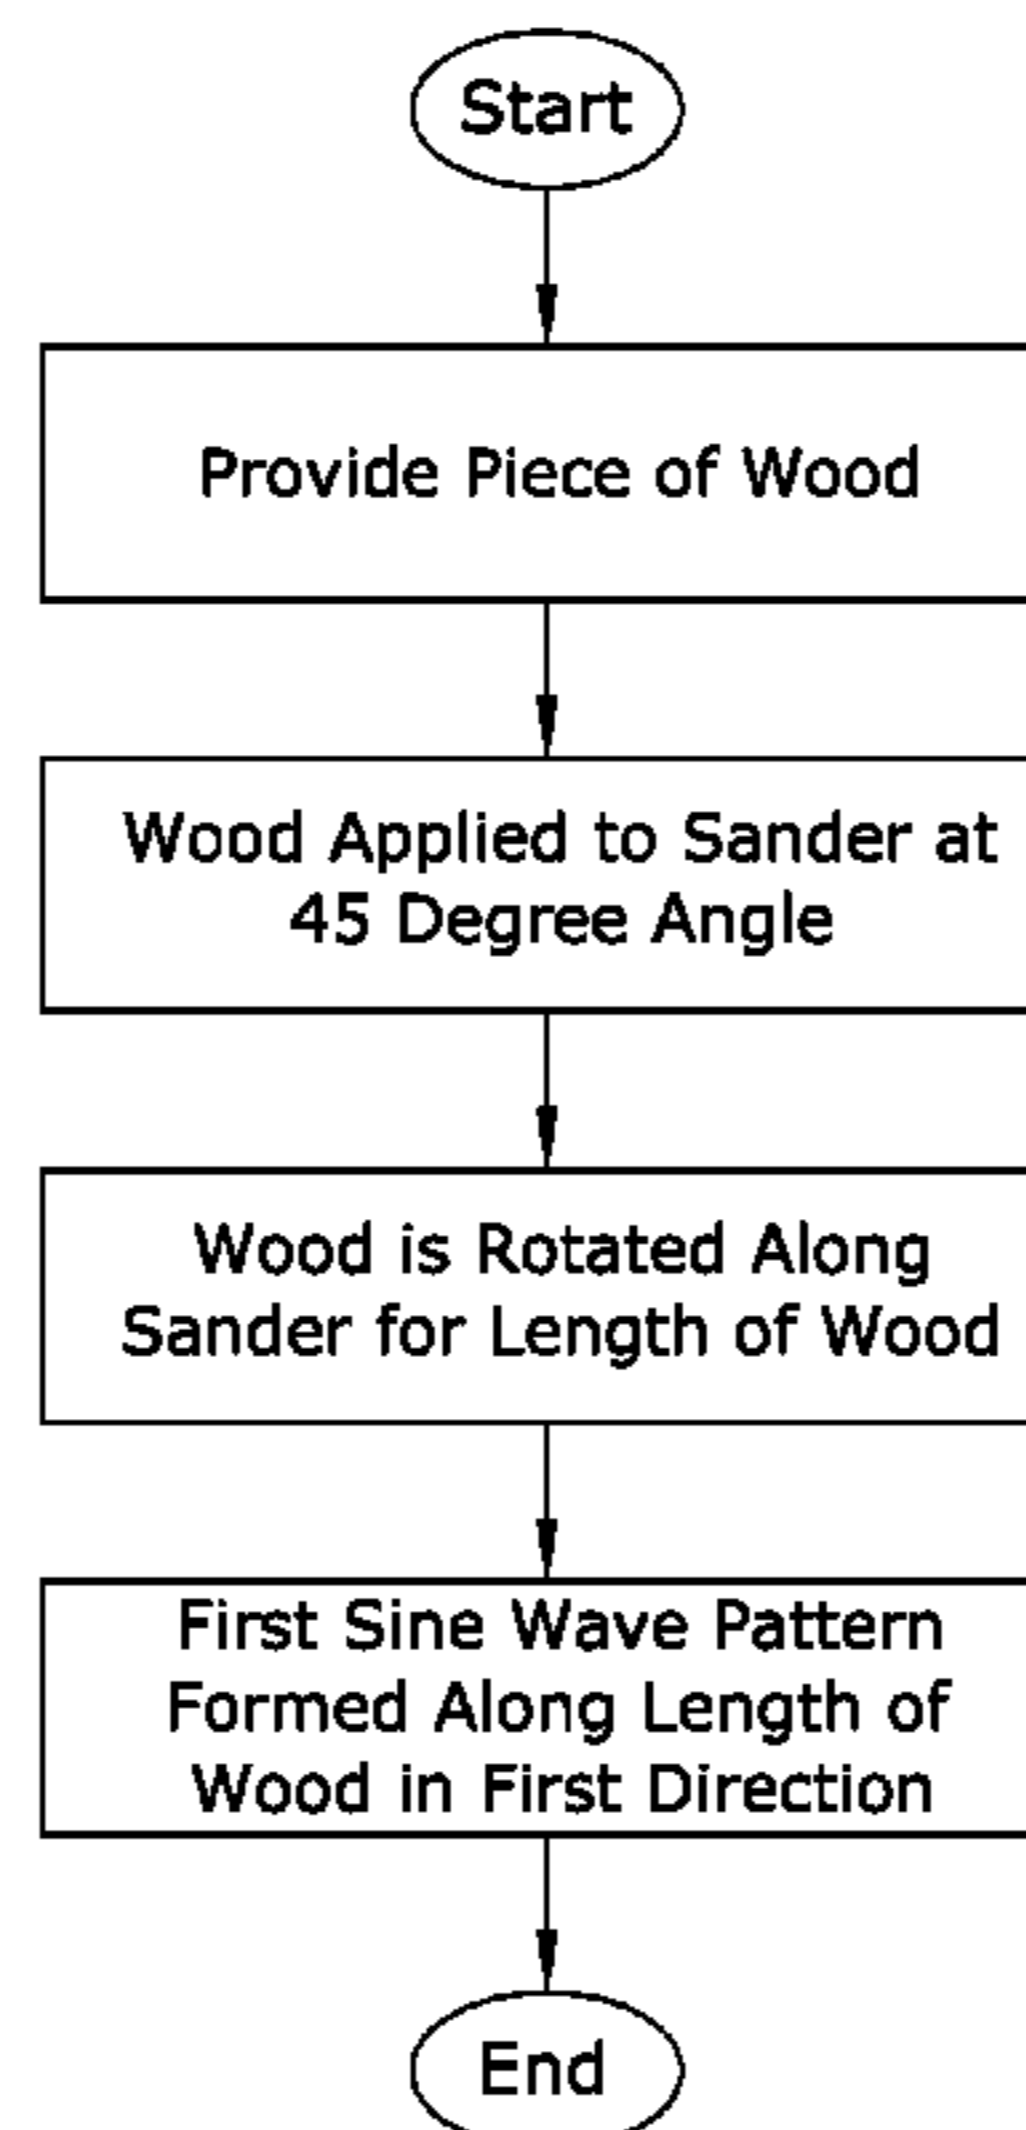 Start
Provide Piece of Wood
Wood Applied to Sander at
45 Degree Angle
Wood is Rotated Along
Sander for Length of Wood
First Sine Wave Pattern
Formed Along Length of
Wood in First Direction
End